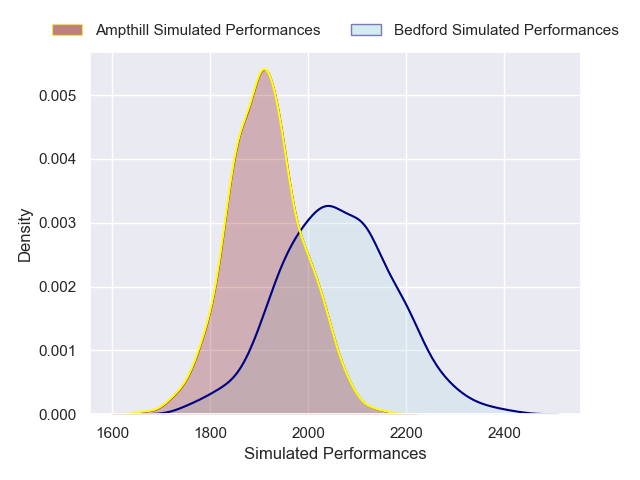 Ampthill Simulated Performances
Bedford Simulated Performances
Density
0.005
0.004
0.003
0.002
0.001
0.000
1600
1800
2000
2200
2400
Simulated Performances